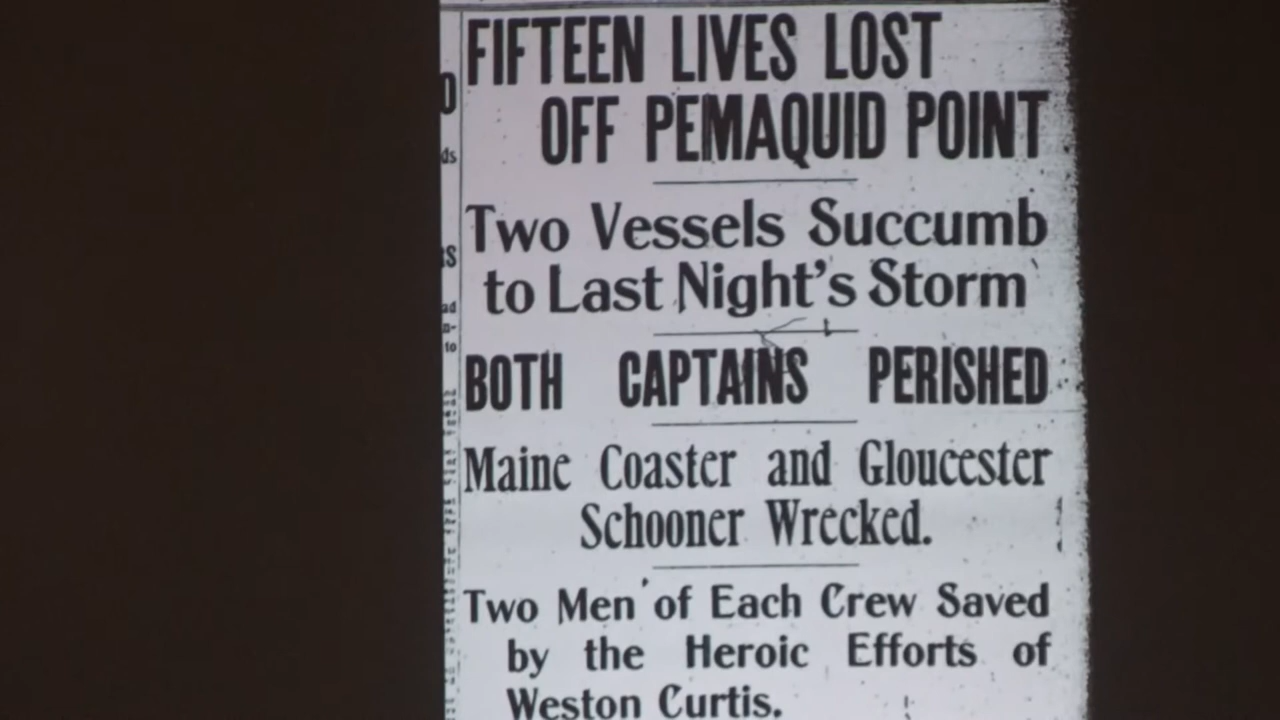 FIFTEEN LIVES LOST
OFF PEMAQUID POINT
Two Vessels Succumb
to Last Night's Storm
BOTH CAPTAINS PERISHED
Maine Coaster and Gloucester
Schooner Wrecked.
Two Men of Each Crew Saved
by the Heroic Efforts of
Weston Curtis.